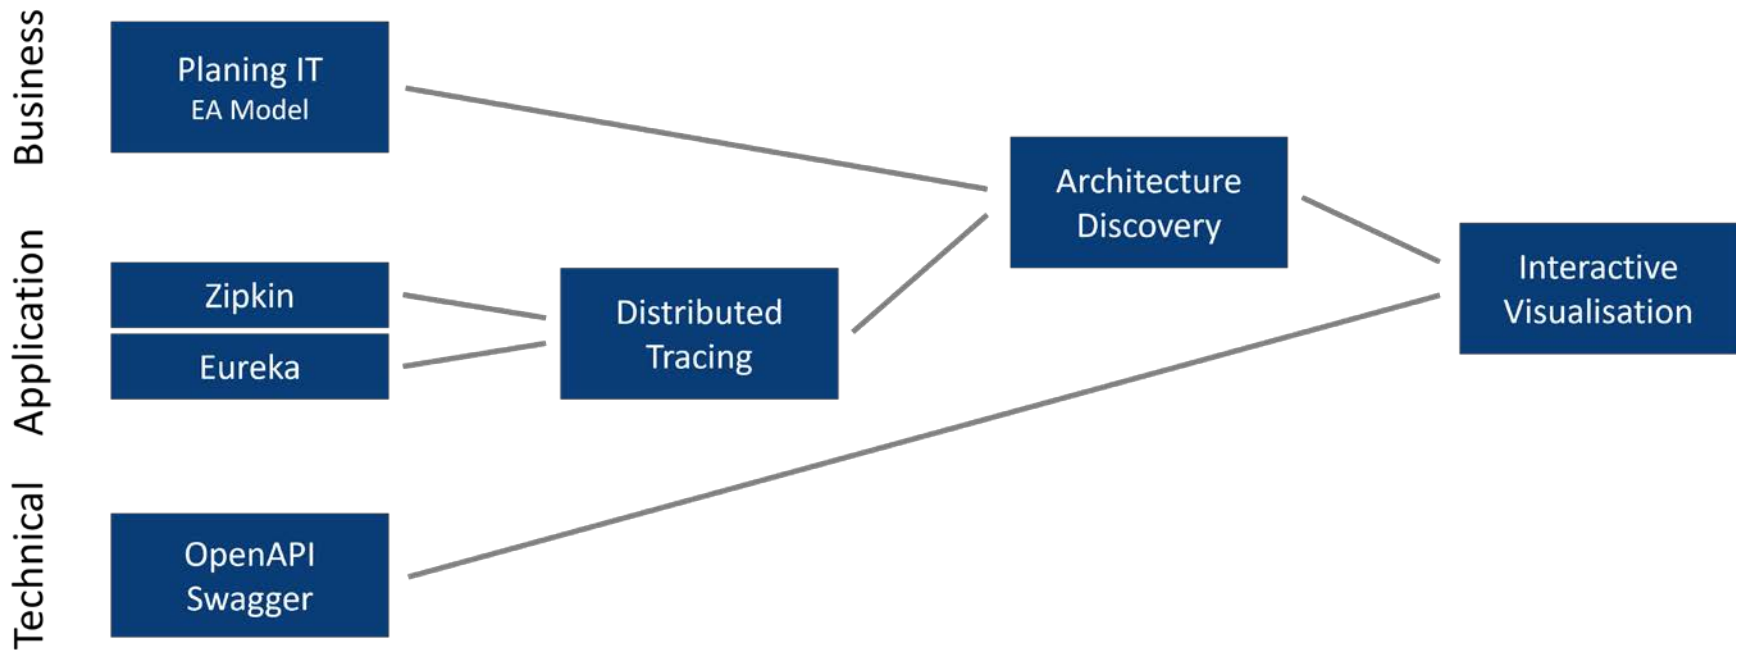 Business
Planing IT
EA Model
Architecture
Discovery
Interactive
Visualisation
Application
Zipkin
Eureka
Distributed
Tracing
Technical
OpenAPI
Swagger